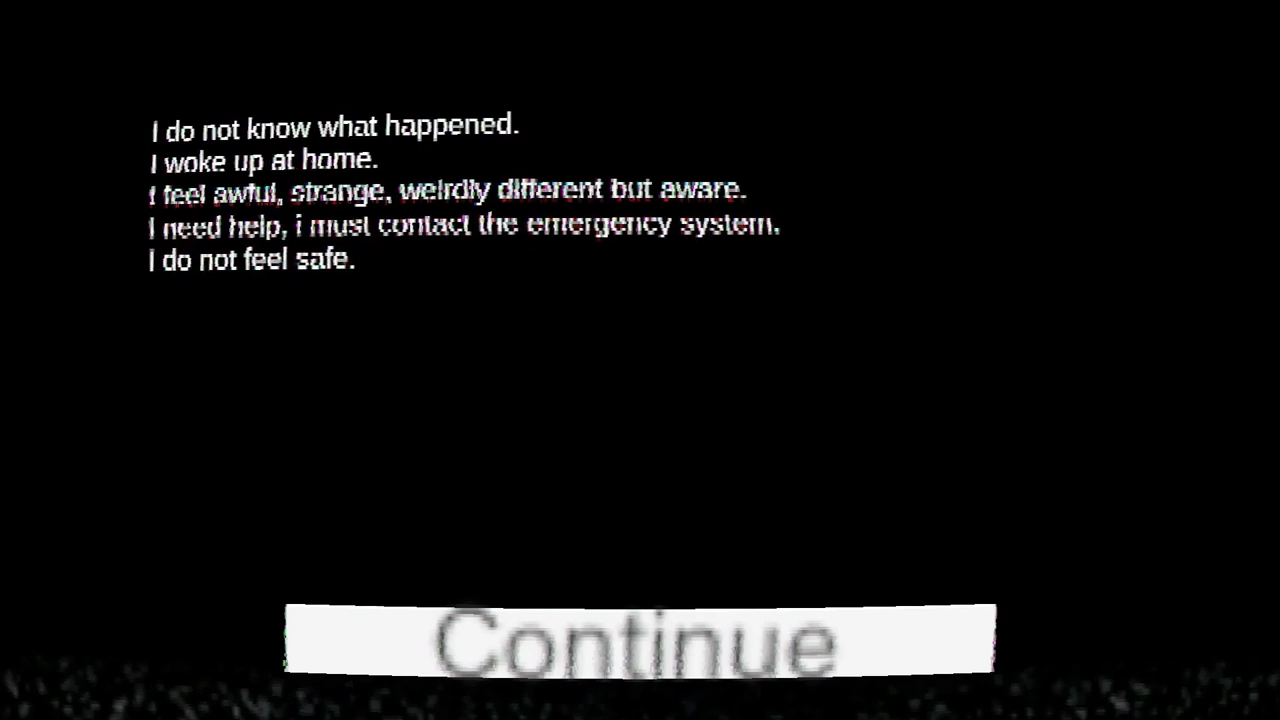 I do not know what happened.
I woke up at home.
I feel awful, strange, weirdly different but aware.
I need help, i must contact the emergency system.
I do not feel safe.
Continue